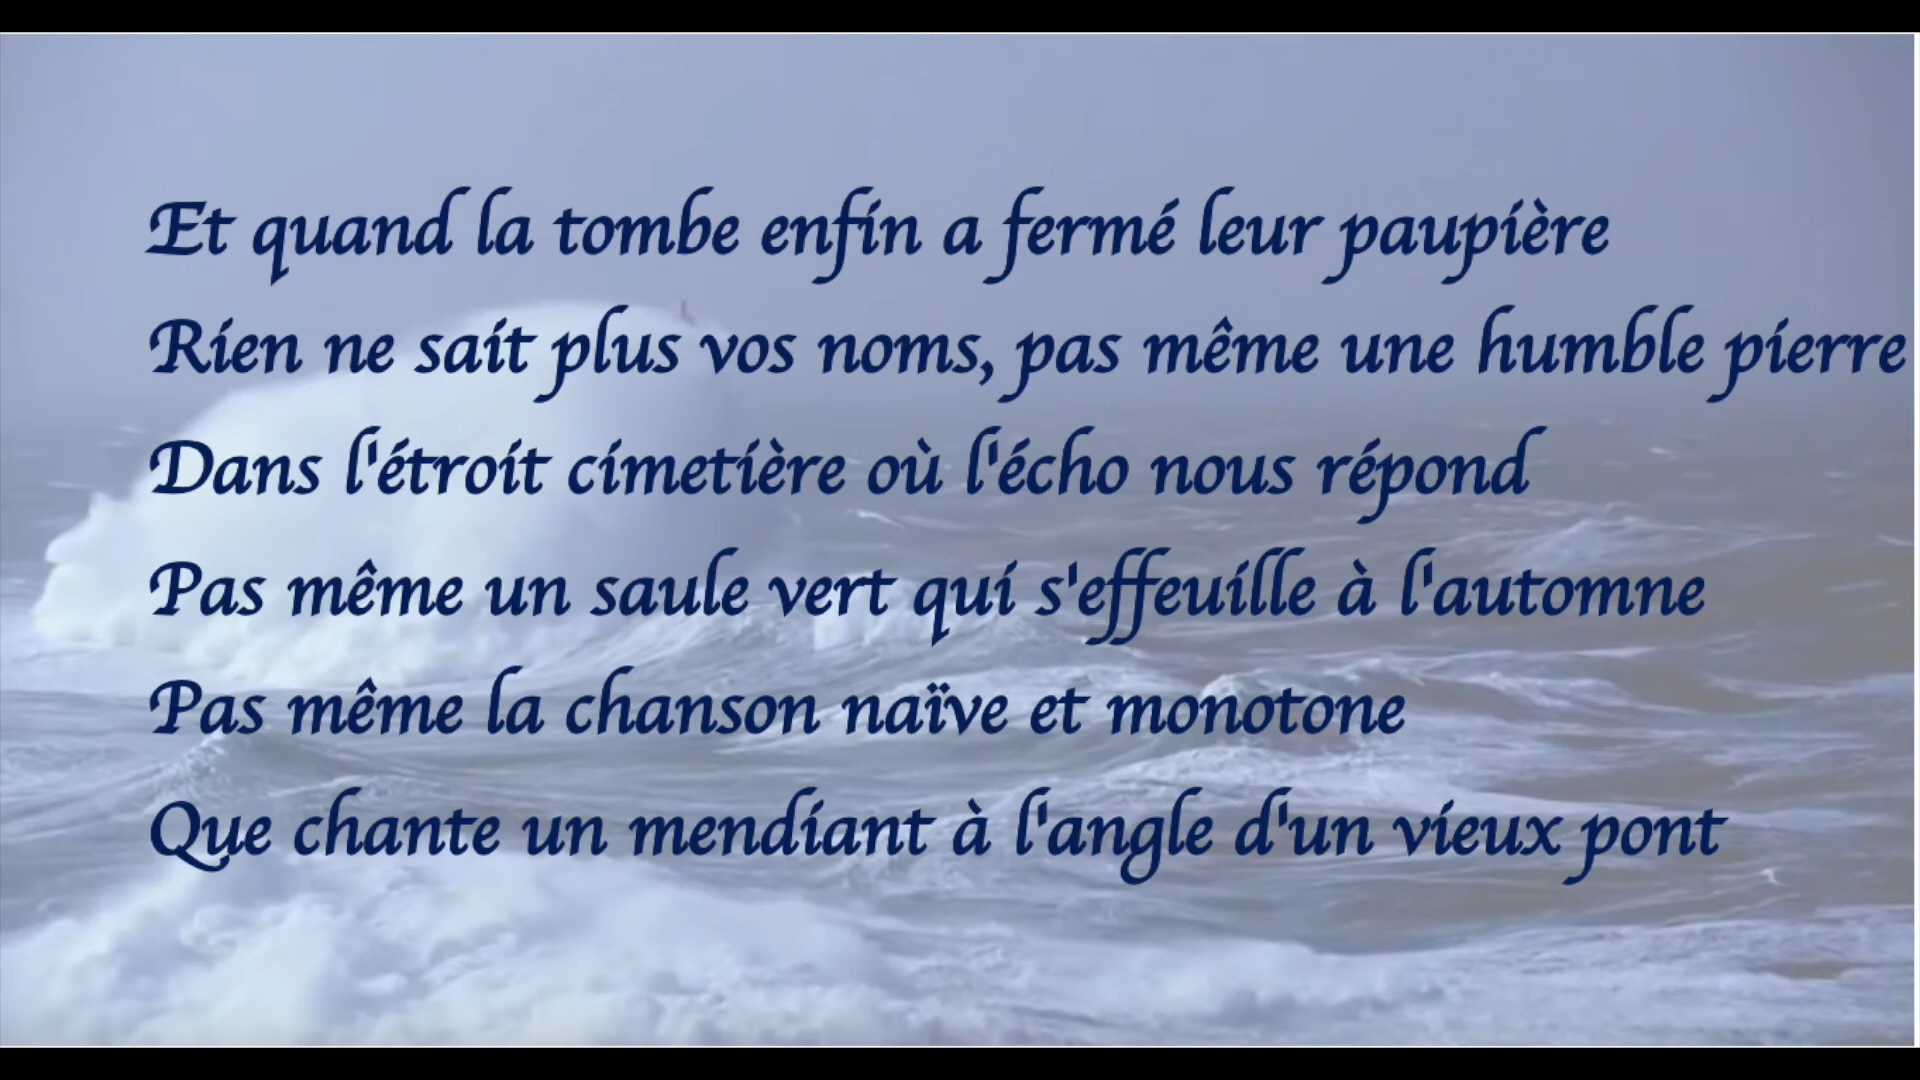 Et quand la tombe enfin a fermé leur paupière
Rien ne sait plus vos noms, pas même une humble pierre
Dans l'étroit cimetière où l'écho nous répond
Pas même un saule vert qui s'effeuille à l'automne
Pas même la chanson naïve et monotone
Que chante un mendiant à l'angle d'un vieux pont